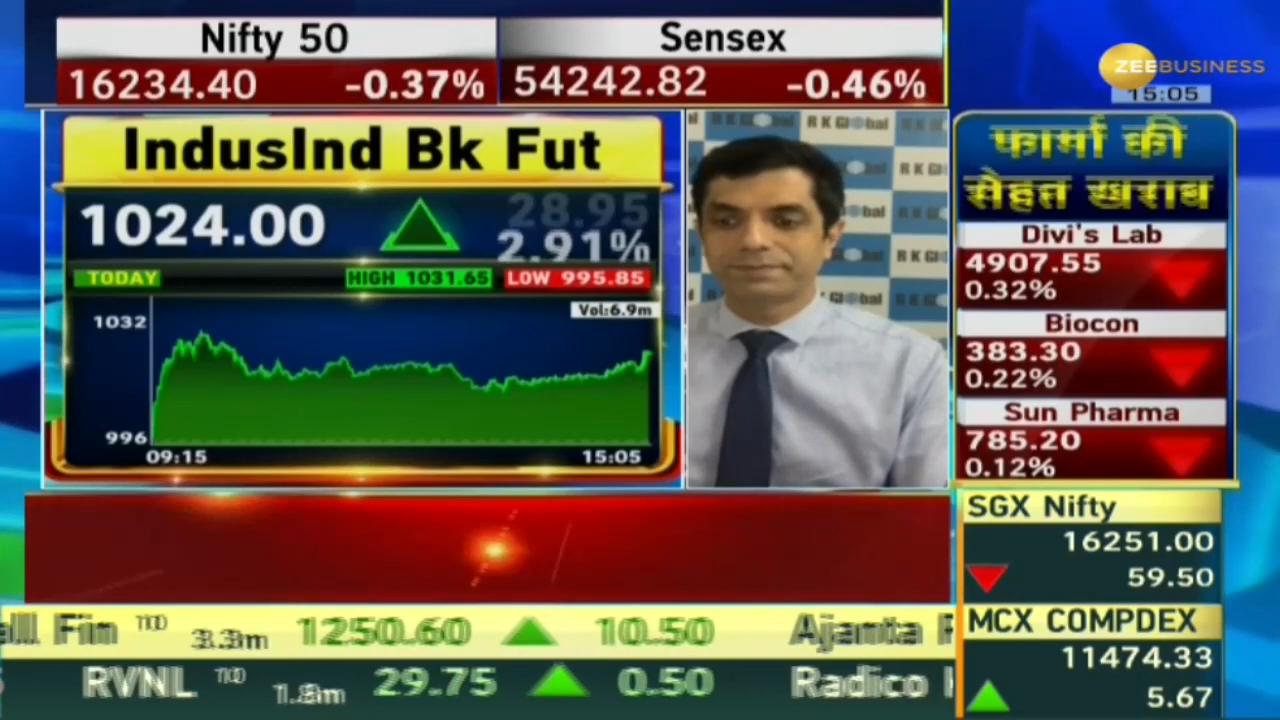 Nifty 50
16234.40 -0.37%
Sensex
54242.82 -0.46%
ZEEBUSINESS
15:05
IndusInd Bk Fut
1024.00
28.95
2.91%
TODAY HIGH 1031.65 LOW 995.85
Vol:6.9m
1032
996
09:15 15:05
R K Global
फार्मा की
सेहत खराब
Divi's Lab
4907.55
0.32%
Biocon
383.30
0.22%
Sun Pharma
785.20
0.12%
SGX Nifty
16251.00
59.50
MCX COMPDEX
11474.33
5.67
Fin 3.3m 1250.60 10.50 Ajanta
RVNL 1.8m 29.75 0.50 Radico